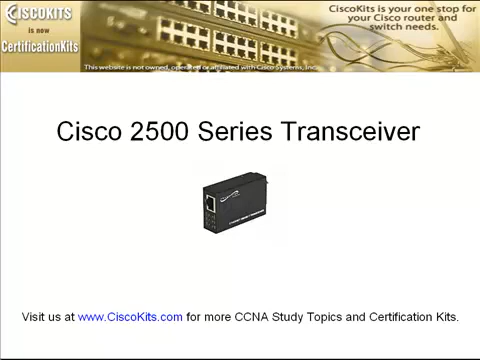 CISCOKITS
is now
CertificationKits
CiscoKits is your one stop for
your Cisco router and
switch needs.
This website is not owned, operated or affiliated with Cisco Systems, Inc.
Cisco 2500 Series Transceiver
Visit us at www.CiscoKits.com for more CCNA Study Topics and Certification Kits.